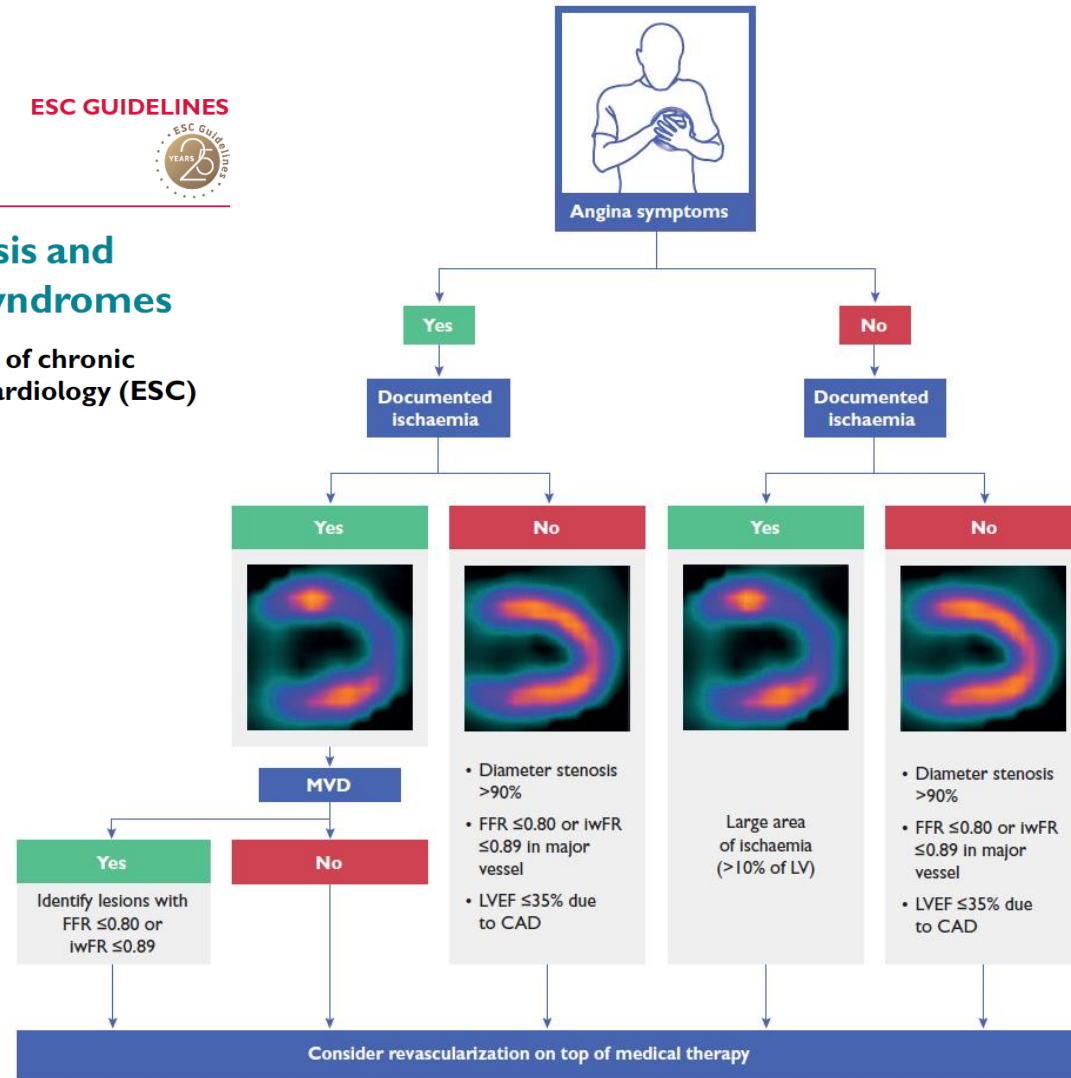 ESC GUIDELINES
ESC Guidelines
YEARS 25
sis and
yndromes
of chronic
ardiology (ESC)
Angina symptoms
Yes
No
Documented
ischaemia
Documented
ischaemia
Yes
No
Yes
No
MVD
Yes
No
Identify lesions with
FFR ≤0.80 or
iwFR ≤0.89
• Diameter stenosis
>90%
• FFR ≤0.80 or iwFR
≤0.89 in major
vessel
• LVEF ≤35% due
to CAD
Large area
of ischaemia
(>10% of LV)
• Diameter stenosis
>90%
• FFR ≤0.80 or iwFR
≤0.89 in major
vessel
• LVEF ≤35% due
to CAD
Consider revascularization on top of medical therapy